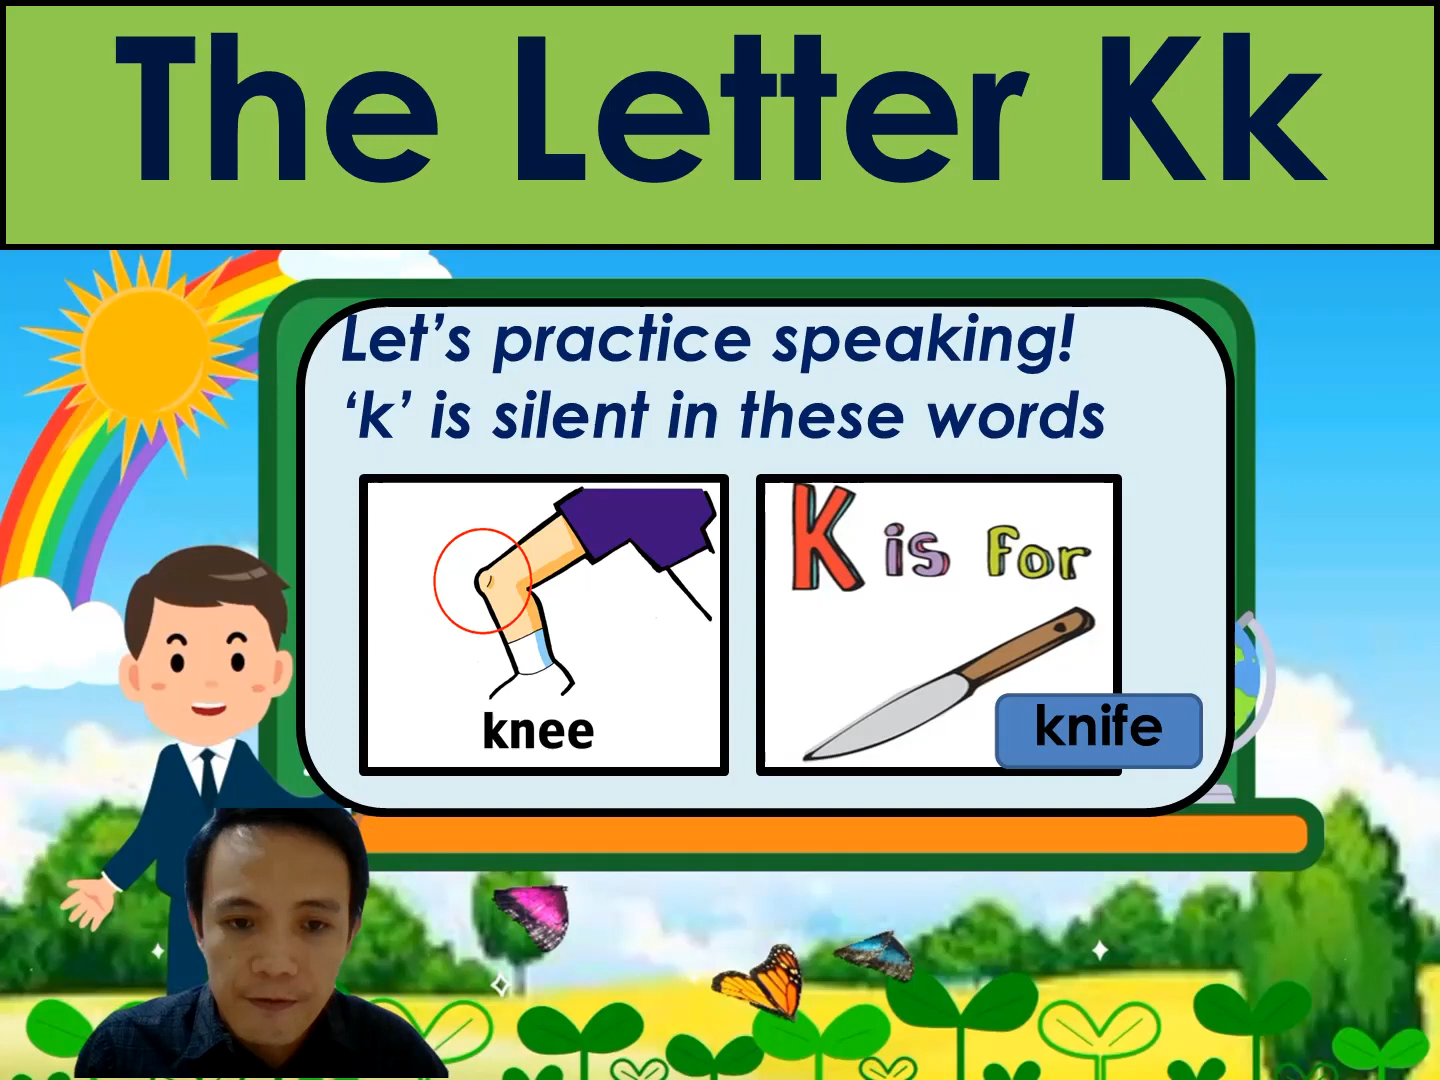 The Letter Kk
Let's practice speaking!
‘k’ is silent in these words
K is for
knee
knife